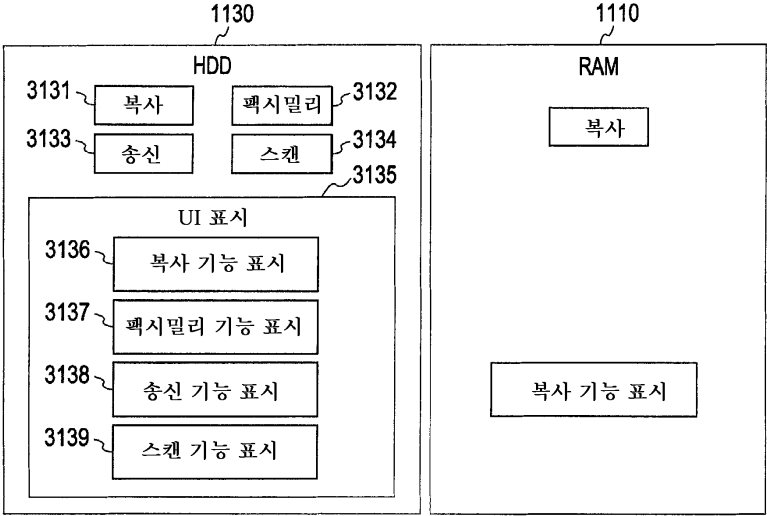 1130
1110
HDD
RAM
3131
복사
팩시밀리
3132
복사
3133
송신
스캔
3134
3135
UI 표시
3136
복사 기능 표시
3137
팩시밀리 기능 표시
3138
송신 기능 표시
복사 기능 표시
3139
스캔 기능 표시